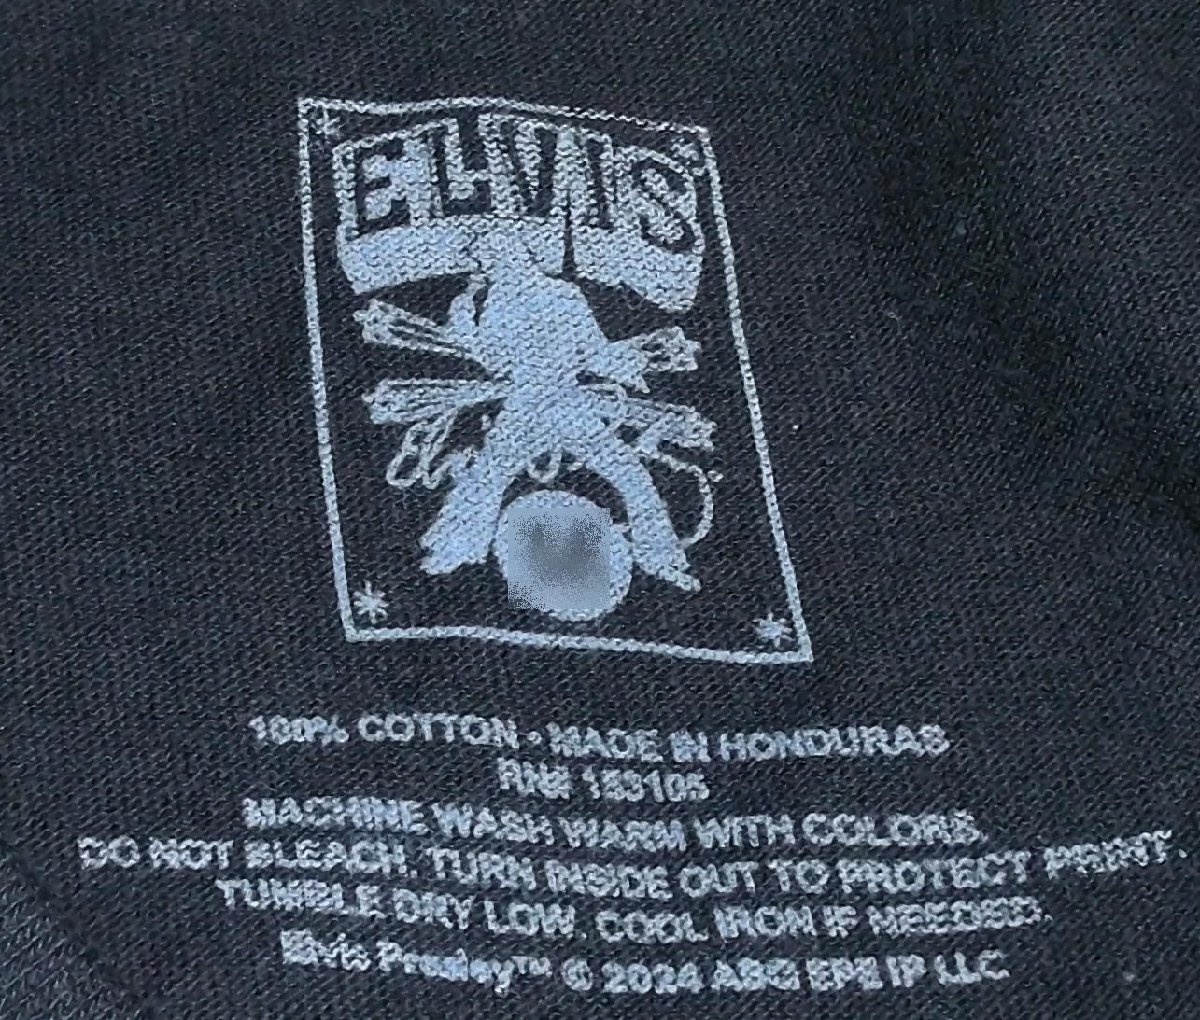 ELVIS
100% COTTON • MADE IN HONDURAS
RN# 153105
MACHINE WASH WARM WITH COLORS.
DO NOT BLEACH. TURN INSIDE OUT TO PROTECT PRINT.
TUMBLE DRY LOW. COOL IRON IF NEEDED.
Elvis Presley™ © 2024 ABG EPE IP LLC